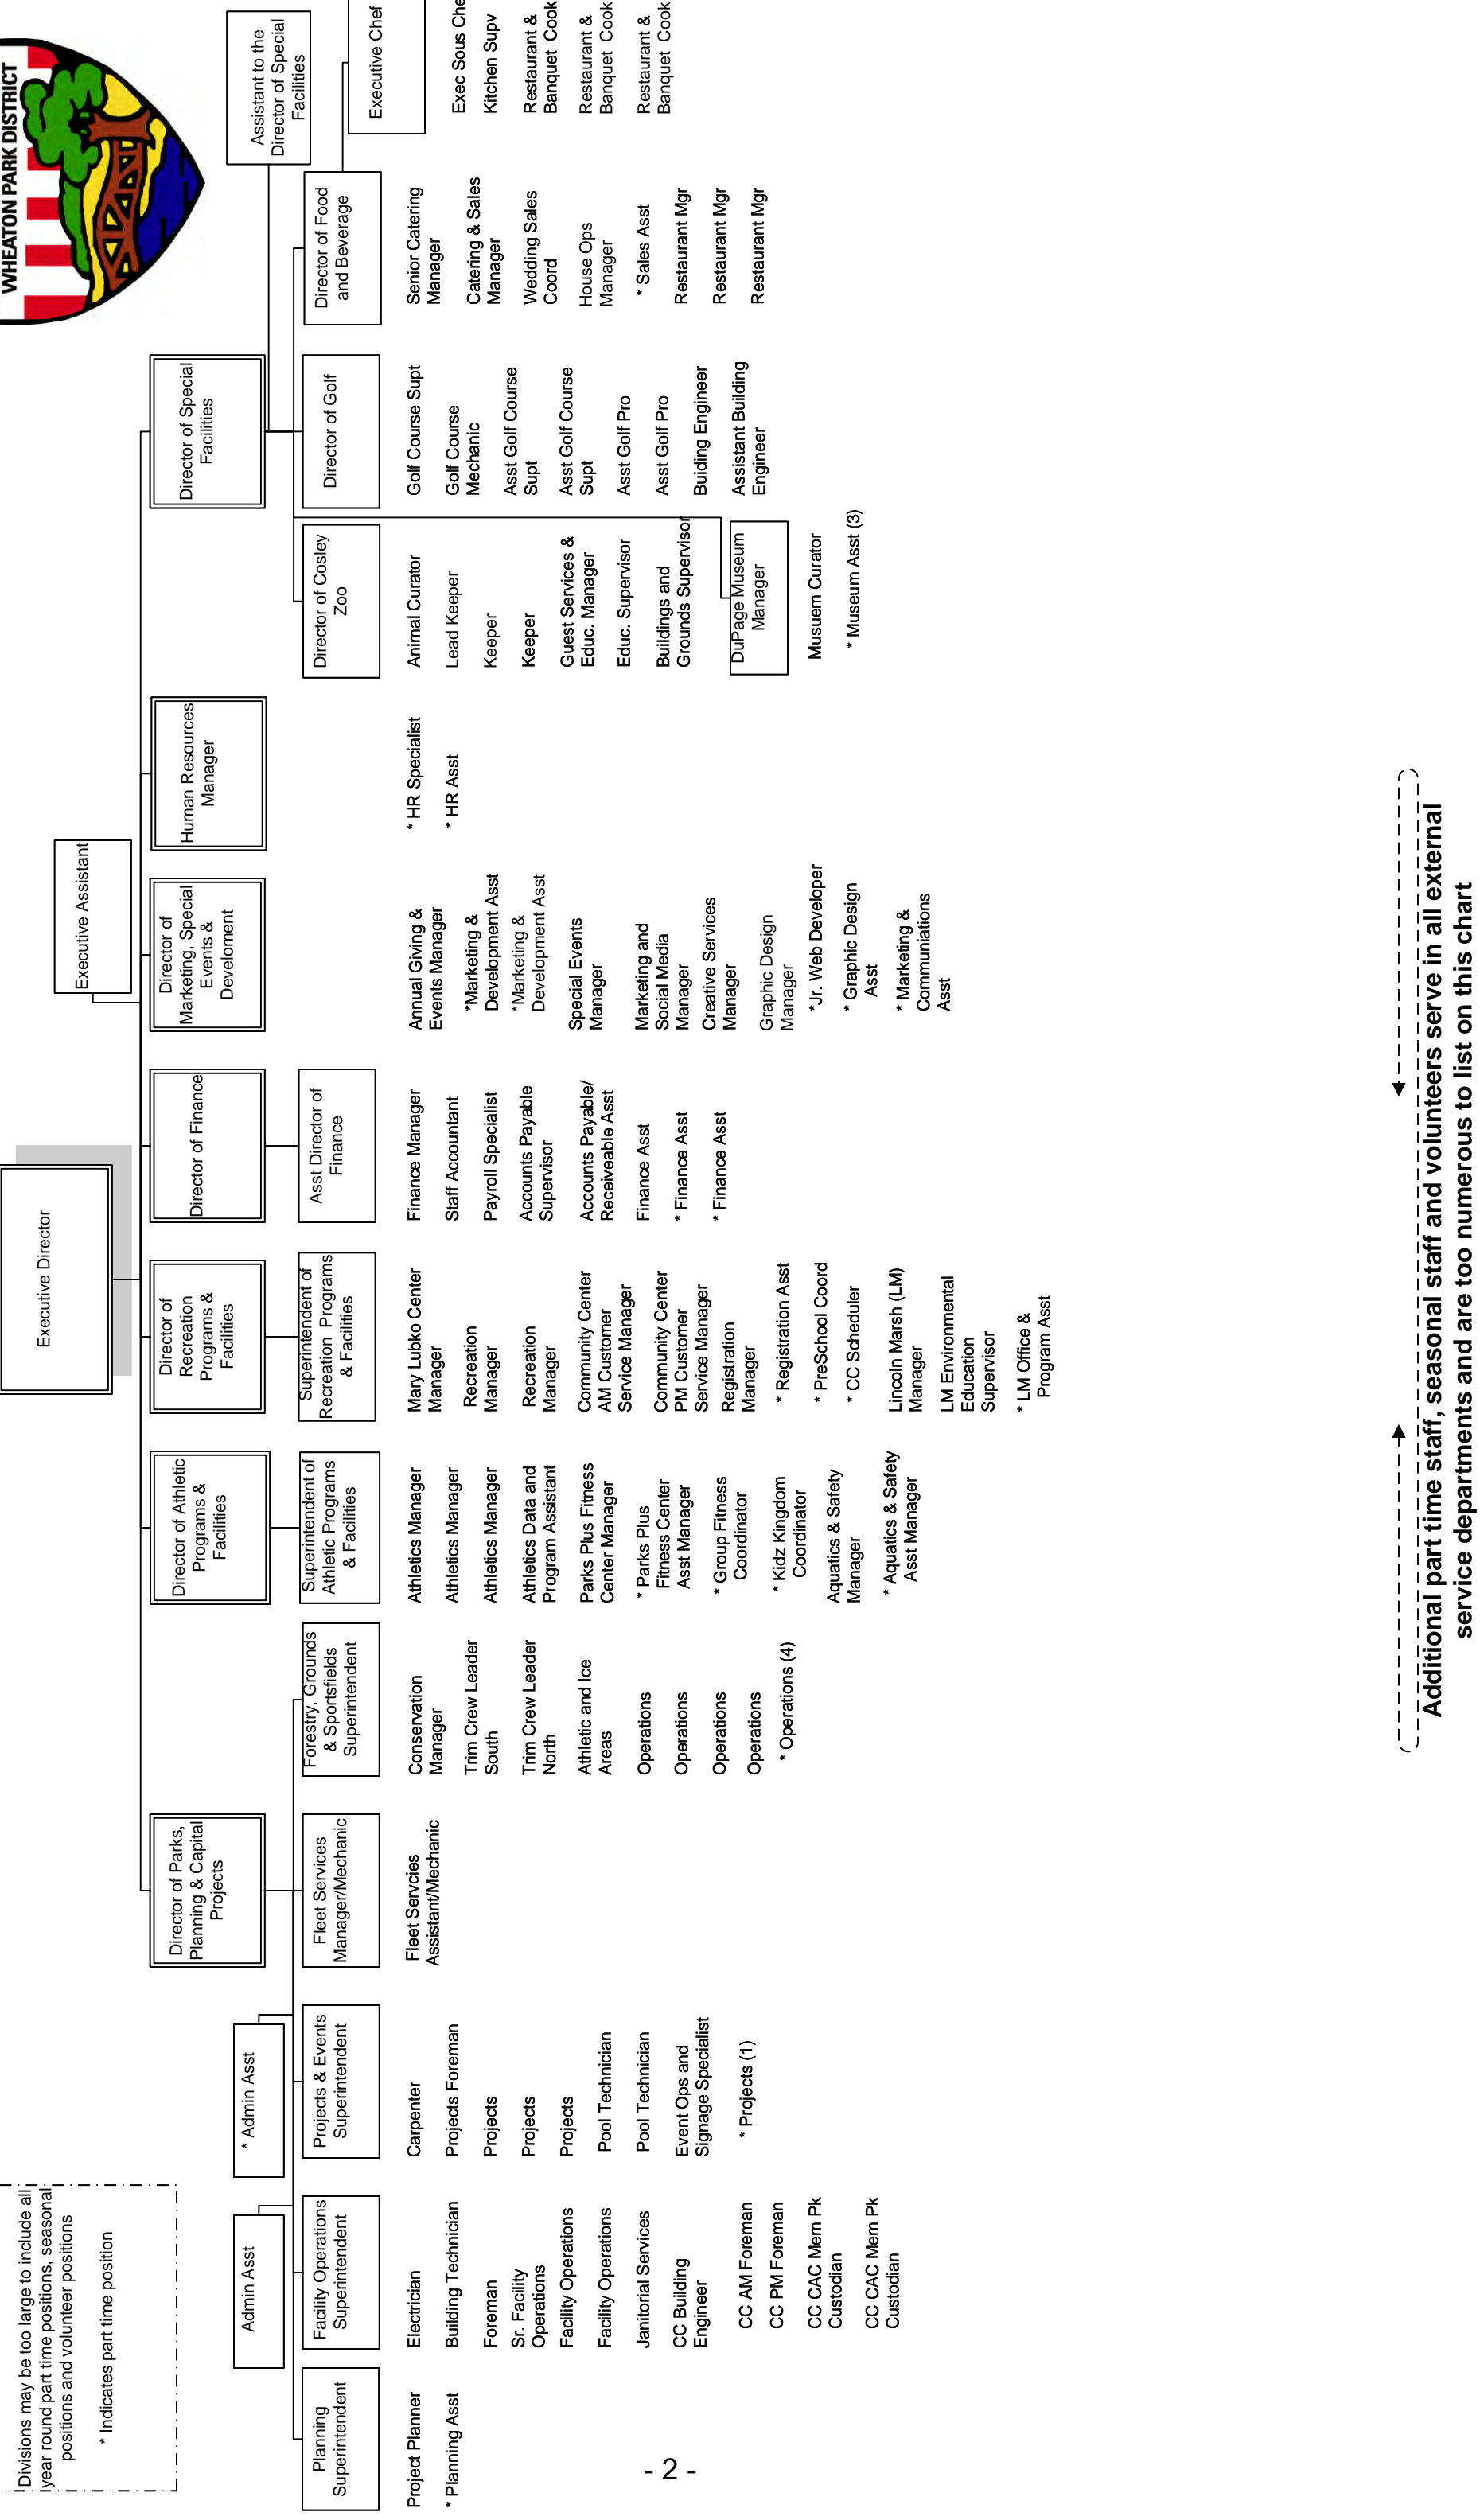 WHEATON PARK DISTRICT
Divisions may be too large to include all
year round part time positions, seasonal
positions and volunteer positions
* Indicates part time position
Executive Director
Executive Assistant
Director of Parks,
Planning & Capital
Projects
Director of Athletic
Programs &
Facilities
Director of
Recreation
Programs &
Facilities
Director of Finance
Director of
Marketing, Special
Events &
Develoment
Human Resources
Manager
Director of Special
Facilities
Admin Asst
* Admin Asst
Assistant to the
Director of Special
Facilities
Planning
Superintendent
Project Planner
* Planning Asst
Facility Operations
Superintendent
Electrician
Building Technician
Foreman
Sr. Facility
Operations
Facility Operations
Facility Operations
Janitorial Services
CC Building
Engineer
CC AM Foreman
CC PM Foreman
CC CAC Mem Pk
Custodian
CC CAC Mem Pk
Custodian
Projects & Events
Superintendent
Carpenter
Projects Foreman
Projects
Projects
Projects
Pool Technician
Pool Technician
Event Ops and
Signage Specialist
* Projects (1)
Fleet Services
Manager/Mechanic
Fleet Servcies
Assistant/Mechanic
Forestry, Grounds
& Sportsfields
Superintendent
Conservation
Manager
Trim Crew Leader
South
Trim Crew Leader
North
Athletic and Ice
Areas
Operations
Operations
Operations
Operations
* Operations (4)
Superintendent of
Athletic Programs
& Facilities
Athletics Manager
Athletics Manager
Athletics Manager
Athletics Data and
Program Assistant
Parks Plus Fitness
Center Manager
* Parks Plus
Fitness Center
Asst Manager
* Group Fitness
Coordinator
* Kidz Kingdom
Coordinator
Aquatics & Safety
Manager
* Aquatics & Safety
Asst Manager
Superintendent of
Recreation Programs
& Facilities
Mary Lubko Center
Manager
Recreation
Manager
Recreation
Manager
Community Center
AM Customer
Service Manager
Community Center
PM Customer
Service Manager
Registration
Manager
* Registration Asst
* PreSchool Coord
* CC Scheduler
Lincoln Marsh (LM)
Manager
LM Environmental
Education
Supervisor
* LM Office &
Program Asst
Asst Director of
Finance
Finance Manager
Staff Accountant
Payroll Specialist
Accounts Payable
Supervisor
Accounts Payable/
Receiveable Asst
Finance Asst
* Finance Asst
* Finance Asst
Annual Giving &
Events Manager
*Marketing &
Development Asst
*Marketing &
Development Asst
Special Events
Manager
Marketing and
Social Media
Manager
Creative Services
Manager
Graphic Design
Manager
*Jr. Web Developer
* Graphic Design
Asst
* Marketing &
Communiations
Asst
* HR Specialist
* HR Asst
Director of Cosley
Zoo
Animal Curator
Lead Keeper
Keeper
Keeper
Guest Services &
Educ. Manager
Educ. Supervisor
Buildings and
Grounds Supervisor
DuPage Museum
Manager
Musuem Curator
* Museum Asst (3)
Director of Golf
Golf Course Supt
Golf Course
Mechanic
Asst Golf Course
Supt
Asst Golf Course
Supt
Asst Golf Pro
Asst Golf Pro
Buiding Engineer
Assistant Building
Engineer
Director of Food
and Beverage
Senior Catering
Manager
Catering & Sales
Manager
Wedding Sales
Coord
House Ops
Manager
* Sales Asst
Restaurant Mgr
Restaurant Mgr
Restaurant Mgr
Executive Chef
Exec Sous Che
Kitchen Supv
Restaurant &
Banquet Cook
Restaurant &
Banquet Cook
Restaurant &
Banquet Cook
Additional part time staff, seasonal staff and volunteers serve in all external
service departments and are too numerous to list on this chart
- 2 -